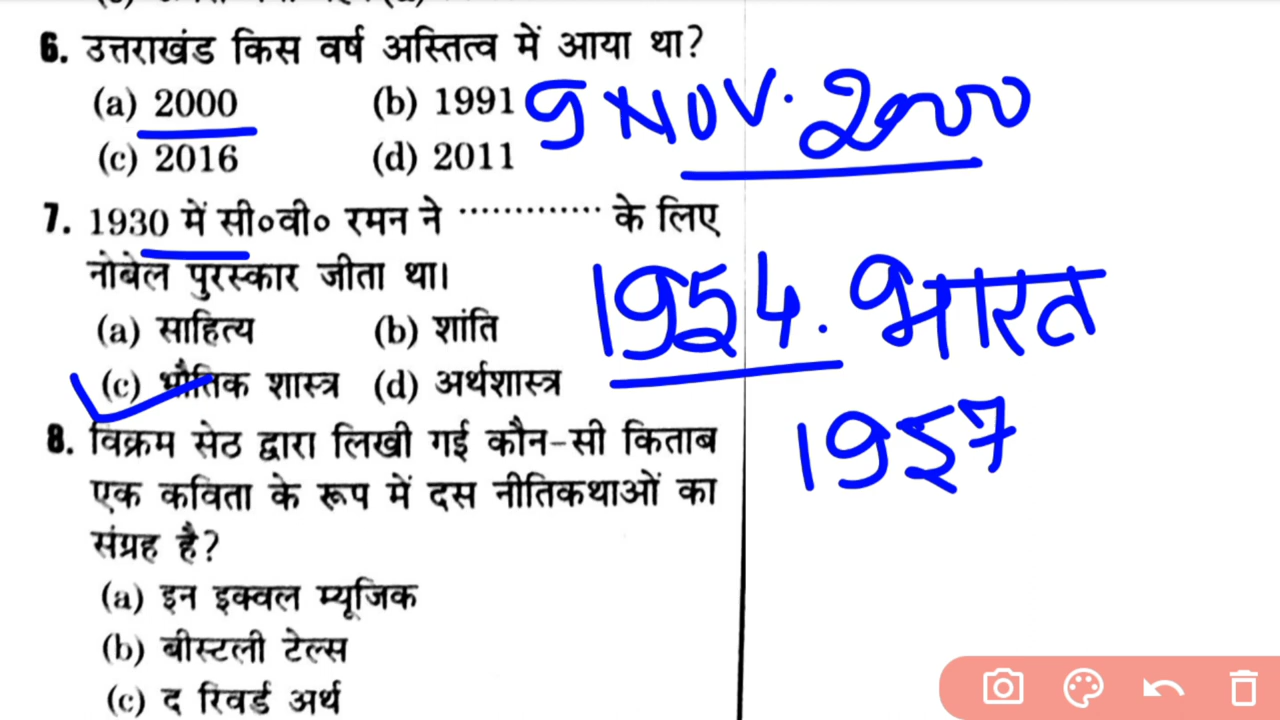 6. उत्तराखंड किस वर्ष अस्तित्व में आया था?
(a) 2000 (b) 1991
(c) 2016 (d) 2011
9 NOV. 2000
7. 1930 में सी०वी० रमन ने ············· के लिए
नोबेल पुरस्कार जीता था।
(a) साहित्य (b) शांति
(c) भौतिक शास्त्र (d) अर्थशास्त्र
1954. भारत
1957
8. विक्रम सेठ द्वारा लिखी गई कौन-सी किताब
एक कविता के रूप में दस नीतिकथाओं का
संग्रह है?
(a) इन इक्वल म्यूजिक
(b) बीस्टली टेल्स
(c) द रिवर्ड अर्थ